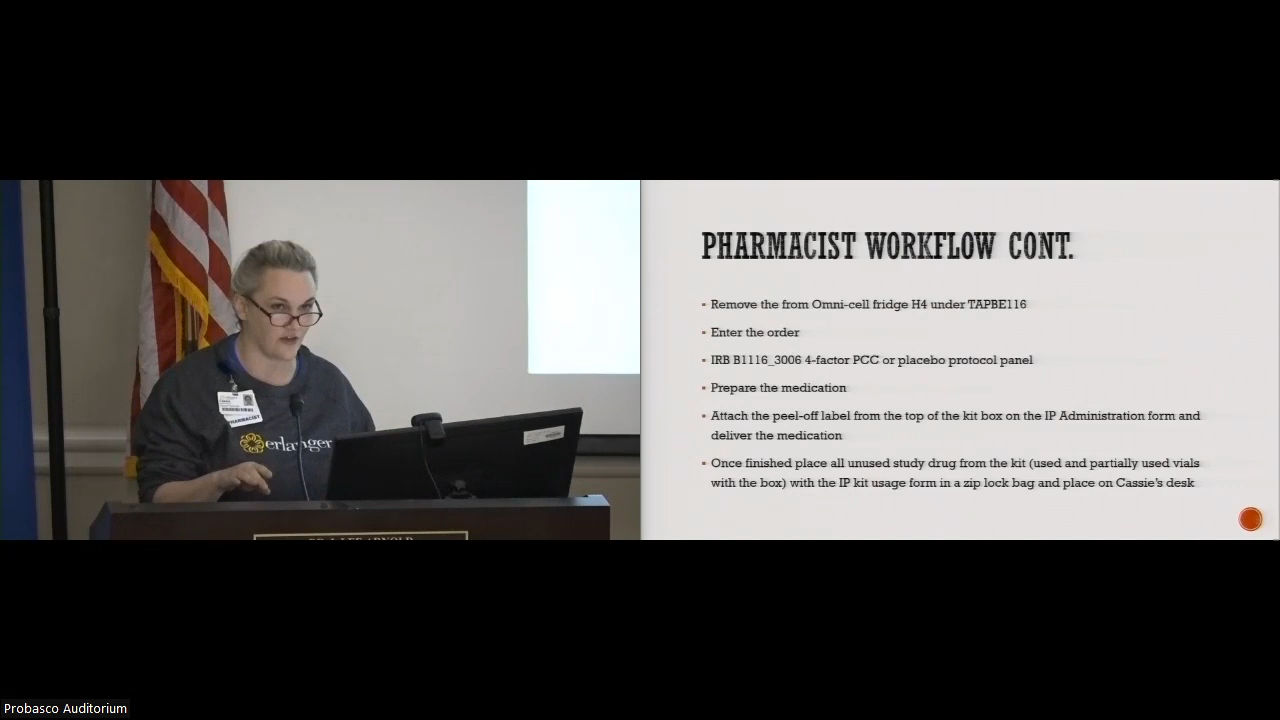 PHARMACIST
erlanger
PHARMACIST WORKFLOW CONT.
Remove the from Omni-cell fridge H4 under TAPBE116
Enter the order
IRB B1116_3006 4-factor PCC or placebo protocol panel
Prepare the medication
Attach the peel-off label from the top of the kit box on the IP Administration form and
deliver the medication
Once finished place all unused study drug from the kit (used and partially used vials
with the box) with the IP kit usage form in a zip lock bag and place on Cassie's desk
Probasco Auditorium